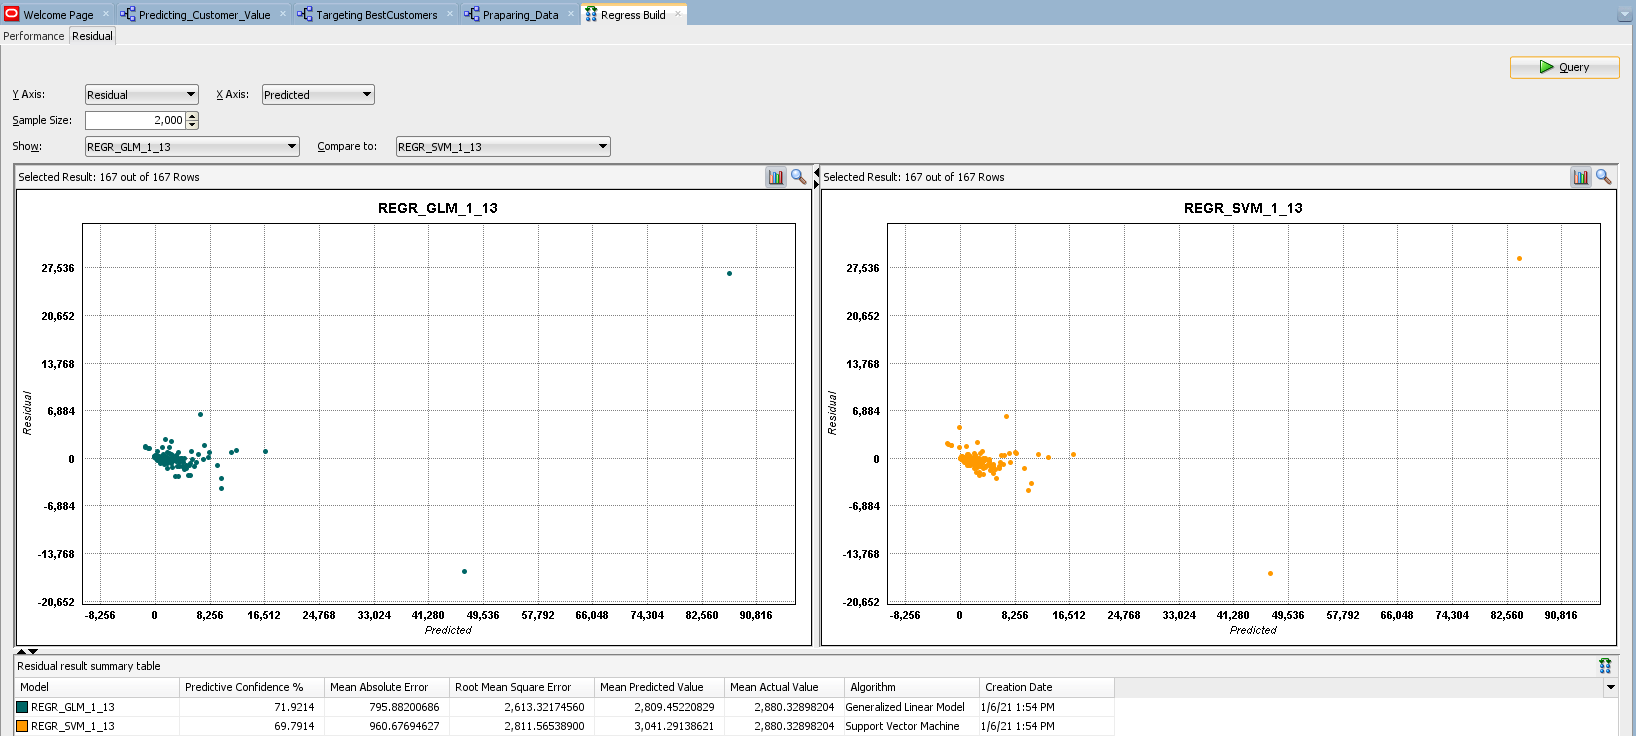 Welcome Page Predicting_Customer_Value Targeting BestCustomers Praparing_Data Regress Build
Performance Residual
Query
Y Axis: Residual X Axis: Predicted
Sample Size: 2,000
Show: REGR_GLM_1_13 Compare to: REGR_SVM_1_13
Selected Result: 167 out of 167 Rows
REGR_GLM_1_13
27,536
20,652
13,768
6,884
0
-6,884
-13,768
-20,652
Residual
-8,256 0 8,256 16,512 24,768 33,024 41,280 49,536 57,792 66,048 74,304 82,560 90,816
Predicted
Selected Result: 167 out of 167 Rows
REGR_SVM_1_13
27,536
20,652
13,768
6,884
0
-6,884
-13,768
-20,652
Residual
-8,256 0 8,256 16,512 24,768 33,024 41,280 49,536 57,792 66,048 74,304 82,560 90,816
Predicted
Residual result summary table
Model Predictive Confidence % Mean Absolute Error Root Mean Square Error Mean Predicted Value Mean Actual Value Algorithm Creation Date
REGR_GLM_1_13 71.9214 795.88200686 2,613.32174560 2,809.45220829 2,880.32898204 Generalized Linear Model 1/6/21 1:54 PM
REGR_SVM_1_13 69.7914 960.67694627 2,811.56538900 3,041.29138621 2,880.32898204 Support Vector Machine 1/6/21 1:54 PM